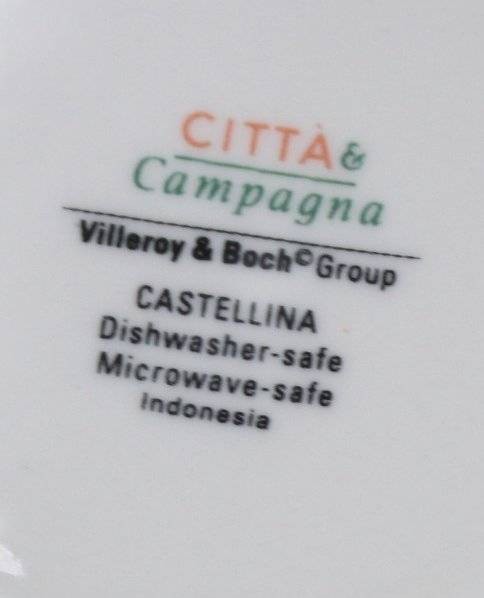 CITTÀ &
Campagna
Villeroy & Boch© Group
CASTELLINA
Dishwasher-safe
Microwave-safe
Indonesia